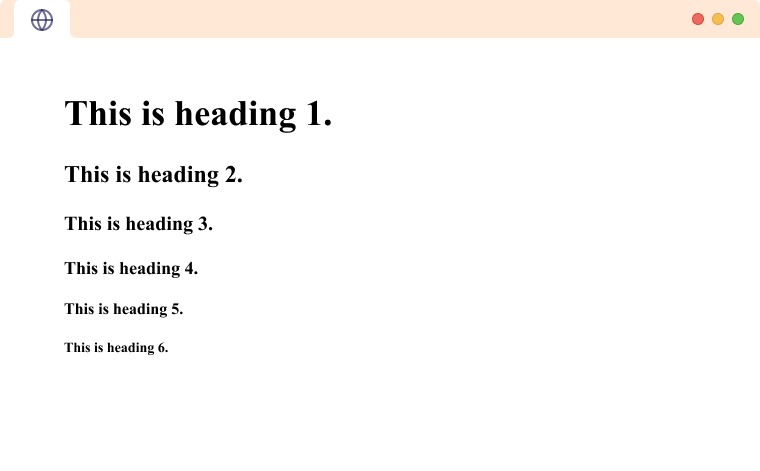 This is heading 1.
This is heading 2.
This is heading 3.
This is heading 4.
This is heading 5.
This is heading 6.